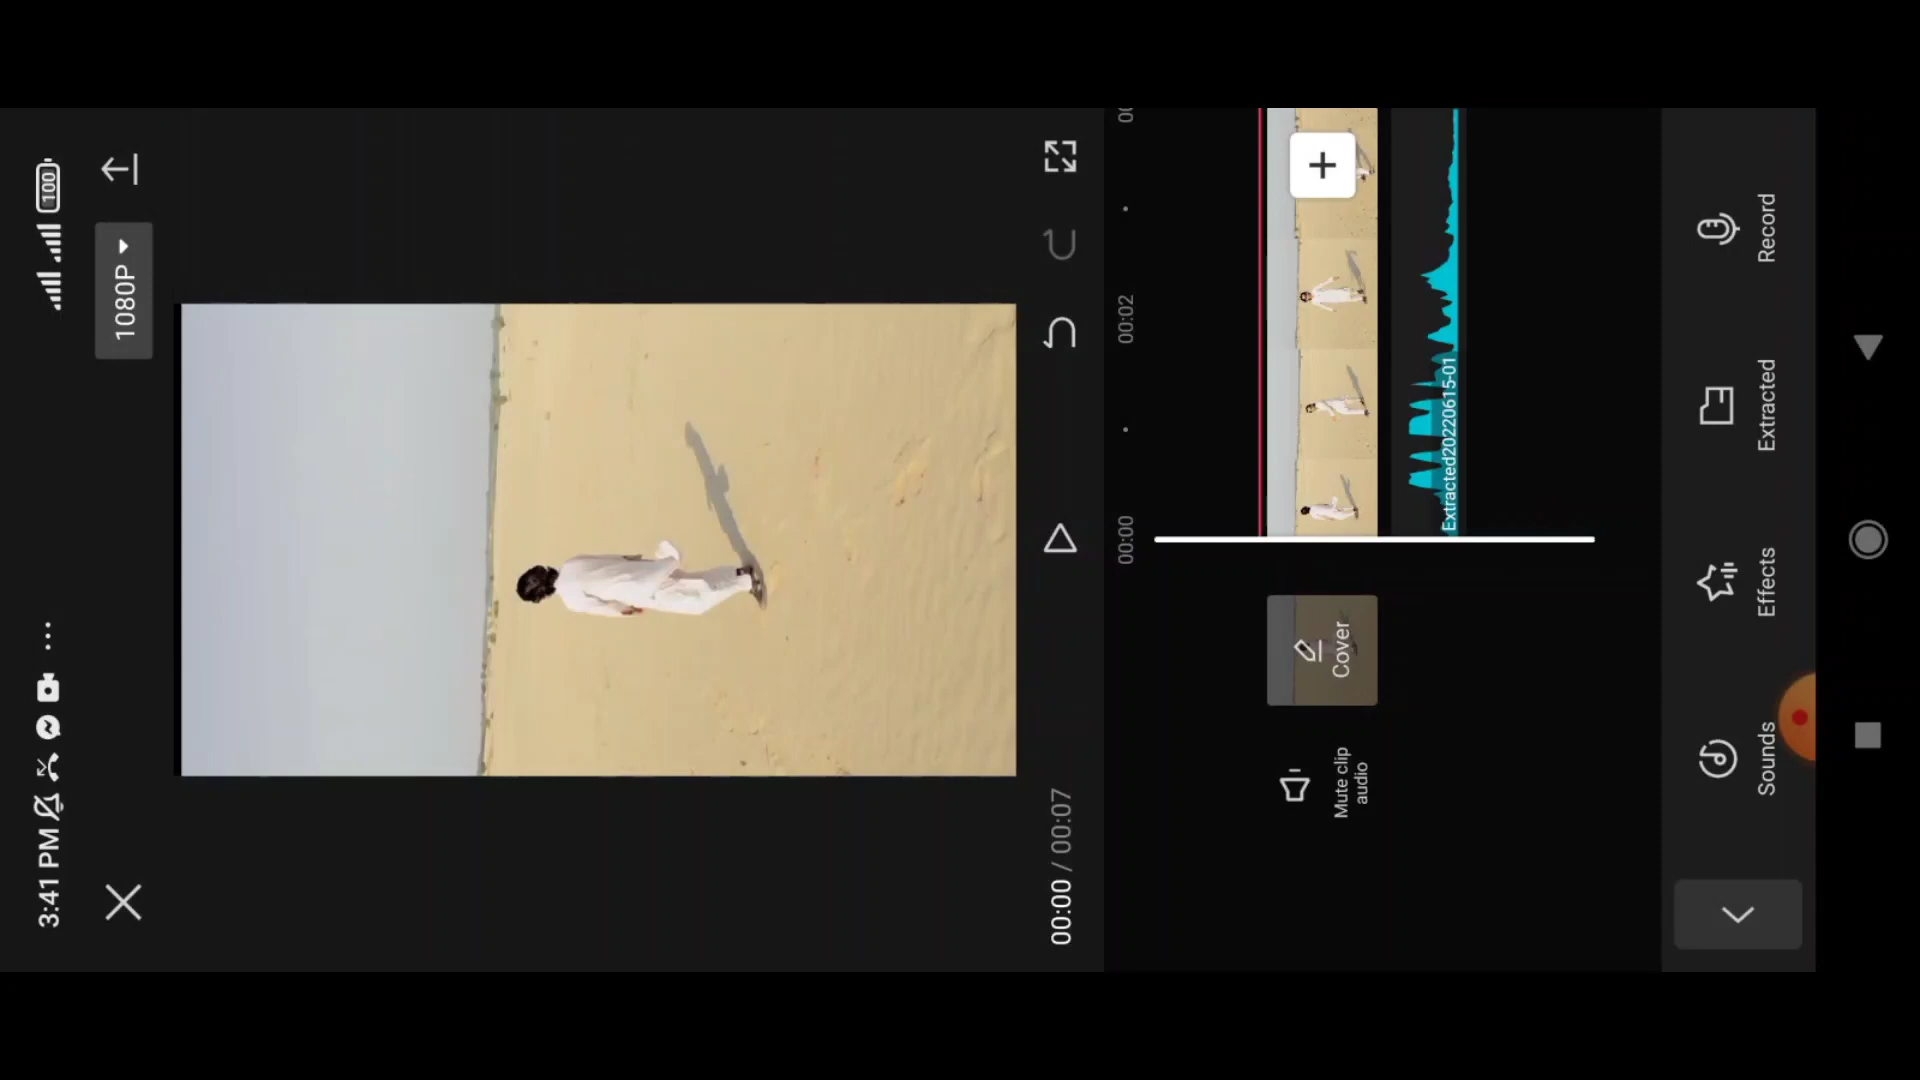 3:41 PM
100
1080P
00:00 / 00:07
00:00
00:02
Mute clip
audio
Cover
Extracted20220615-01
Sounds
Effects
Extracted
Record